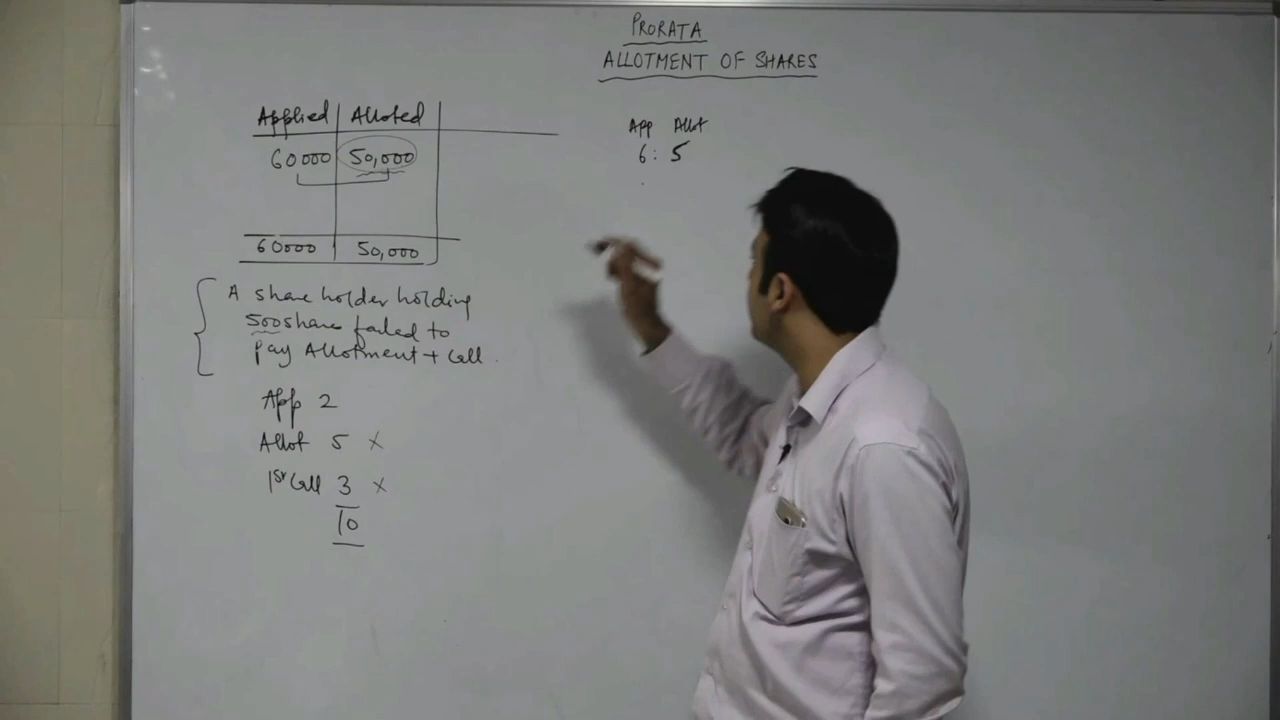 PRORATA
ALLOTMENT OF SHARES
Applied Alloted
60000 50,000
60000 50,000
A share holder holding
500 share failed to
pay Allotment + Call.
App 2
Allot 5 ×
1st Call 3 ×
10
App Allot
6 : 5